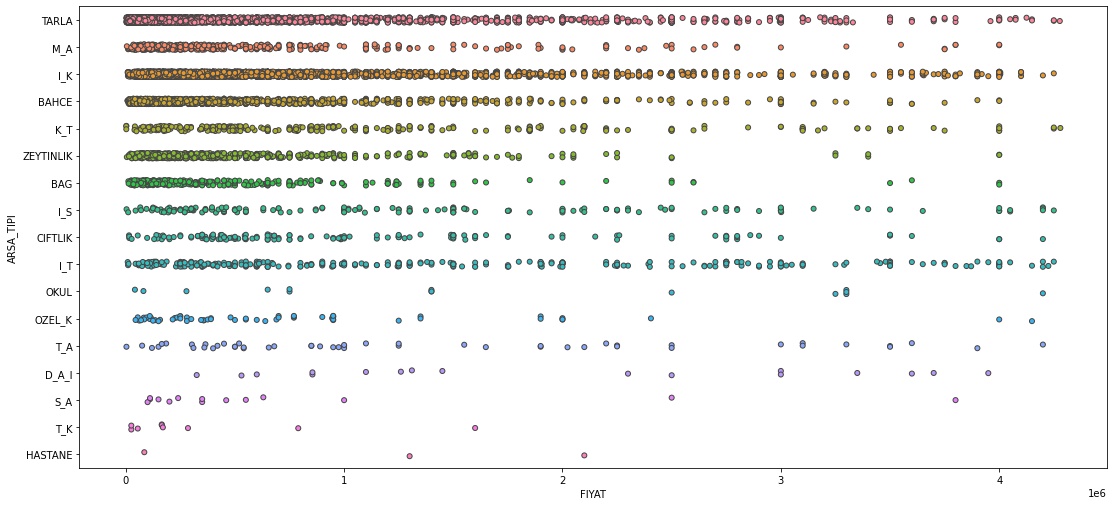 TARLA
M_A
I_K
BAHCE
K_T
ZEYTINLIK
BAG
I_S
CIFTLIK
I_T
OKUL
OZEL_K
T_A
D_A_I
S_A
T_K
HASTANE
ARSA_TIPI
0 1 2 3 4
1e6
FIYAT